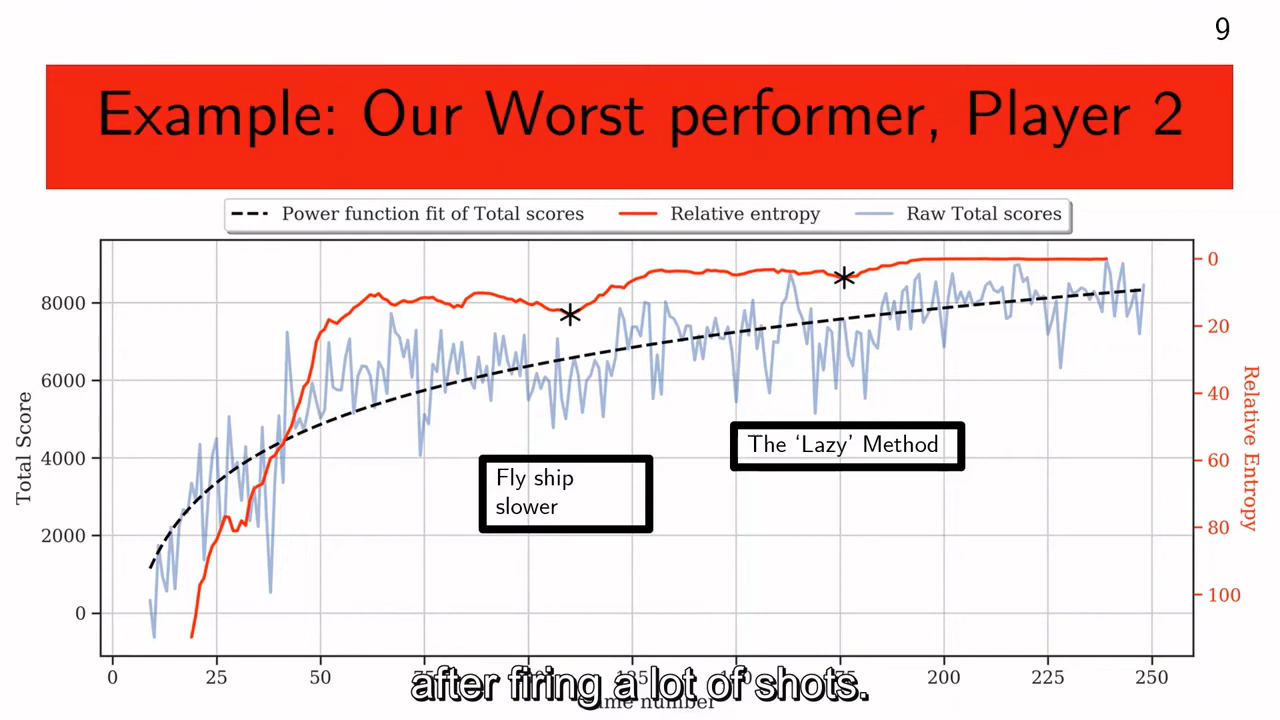 9
Example: Our Worst performer, Player 2
Power function fit of Total scores
Relative entropy
Raw Total scores
Total Score
8000
6000
4000
2000
0
Fly ship
slower
The ‘Lazy’ Method
0
20
40
60
80
100
Relative Entropy
0
25
50
200
225
250
after firing a lot of shots.
number